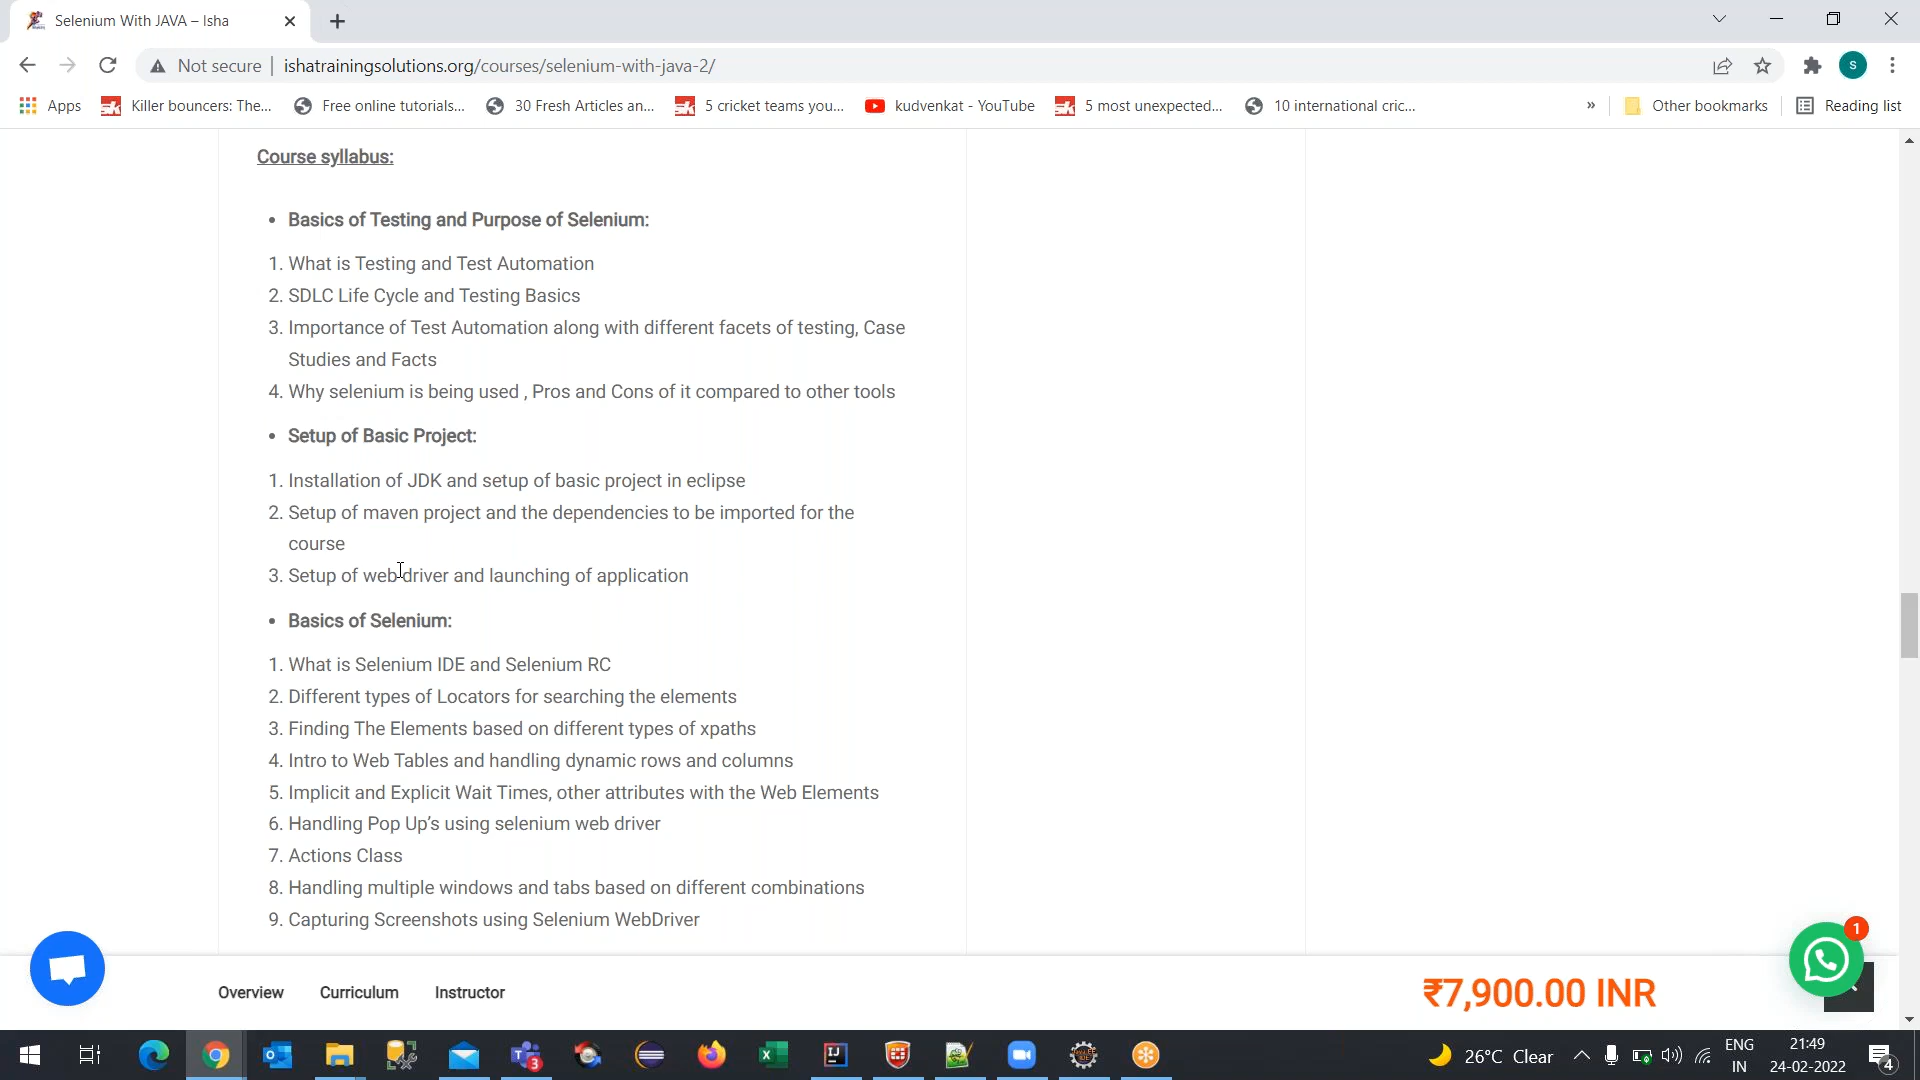 Selenium With JAVA – Isha
Not secure
ishatrainingsolutions.org/courses/selenium-with-java-2/
S
Apps
Killer bouncers: The...
Free online tutorials...
30 Fresh Articles an...
5 cricket teams you...
kudvenkat - YouTube
5 most unexpected...
10 international cric...
»
Other bookmarks
Reading list
Course syllabus:
• Basics of Testing and Purpose of Selenium:
1. What is Testing and Test Automation
2. SDLC Life Cycle and Testing Basics
3. Importance of Test Automation along with different facets of testing, Case
Studies and Facts
4. Why selenium is being used , Pros and Cons of it compared to other tools
• Setup of Basic Project:
1. Installation of JDK and setup of basic project in eclipse
2. Setup of maven project and the dependencies to be imported for the
course
3. Setup of web driver and launching of application
• Basics of Selenium:
1. What is Selenium IDE and Selenium RC
2. Different types of Locators for searching the elements
3. Finding The Elements based on different types of xpaths
4. Intro to Web Tables and handling dynamic rows and columns
5. Implicit and Explicit Wait Times, other attributes with the Web Elements
6. Handling Pop Up's using selenium web driver
7. Actions Class
8. Handling multiple windows and tabs based on different combinations
9. Capturing Screenshots using Selenium WebDriver
1
Overview
Curriculum
Instructor
₹7,900.00 INR
3
26°C Clear
ENG
IN
21:49
24-02-2022
4